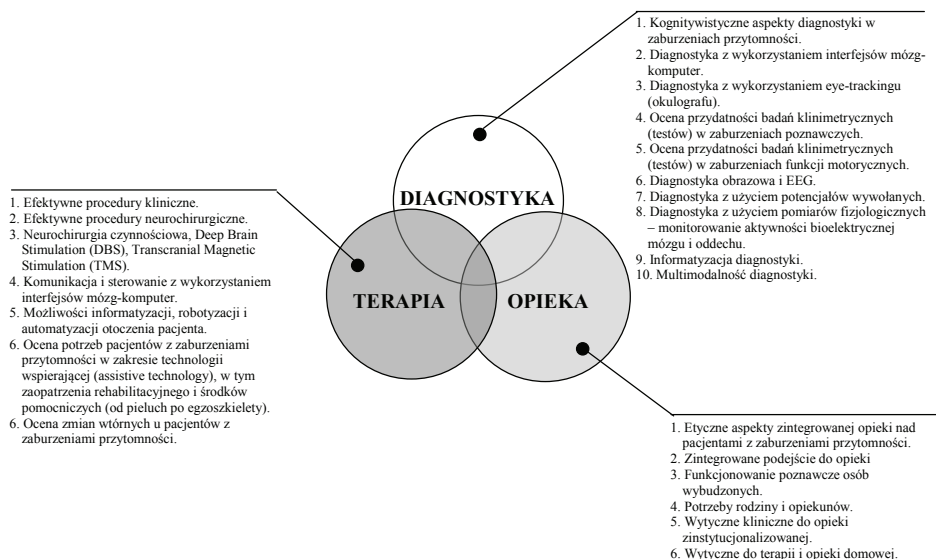 1. Kognitywistyczne aspekty diagnostyki w
zaburzeniach przytomności.
2. Diagnostyka z wykorzystaniem interfejsów mózg-
komputer.
3. Diagnostyka z wykorzystaniem eye-trackingu
(okulografu).
4. Ocena przydatności badań klinimetrycznych
(testów) w zaburzeniach poznawczych.
5. Ocena przydatności badań klinimetrycznych
(testów) w zaburzeniach funkcji motorycznych.
6. Diagnostyka obrazowa i EEG.
7. Diagnostyka z użyciem potencjałów wywołanych.
8. Diagnostyka z użyciem pomiarów fizjologicznych
– monitorowanie aktywności bioelektrycznej
mózgu i oddechu.
9. Informatyzacja diagnostyki.
10. Multimodalność diagnostyki.
DIAGNOSTYKA
TERAPIA
OPIEKA
1. Efektywne procedury kliniczne.
2. Efektywne procedury neurochirurgiczne.
3. Neurochirurgia czynnościowa, Deep Brain
Stimulation (DBS), Transcranial Magnetic
Stimulation (TMS).
4. Komunikacja i sterowanie z wykorzystaniem
interfejsów mózg-komputer.
5. Możliwości informatyzacji, robotyzacji i
automatyzacji otoczenia pacjenta.
6. Ocena potrzeb pacjentów z zaburzeniami
przytomności w zakresie technologii
wspierającej (assistive technology), w tym
zaopatrzenia rehabilitacyjnego i środków
pomocniczych (od pieluch po egzoszkielety).
6. Ocena zmian wtórnych u pacjentów z
zaburzeniami przytomności.
1. Etyczne aspekty zintegrowanej opieki nad
pacjentami z zaburzeniami przytomności.
2. Zintegrowane podejście do opieki
3. Funkcjonowanie poznawcze osób
wybudzonych.
4. Potrzeby rodziny i opiekunów.
5. Wytyczne kliniczne do opieki
zinstytucjonalizowanej.
6. Wytyczne do terapii i opieki domowej.